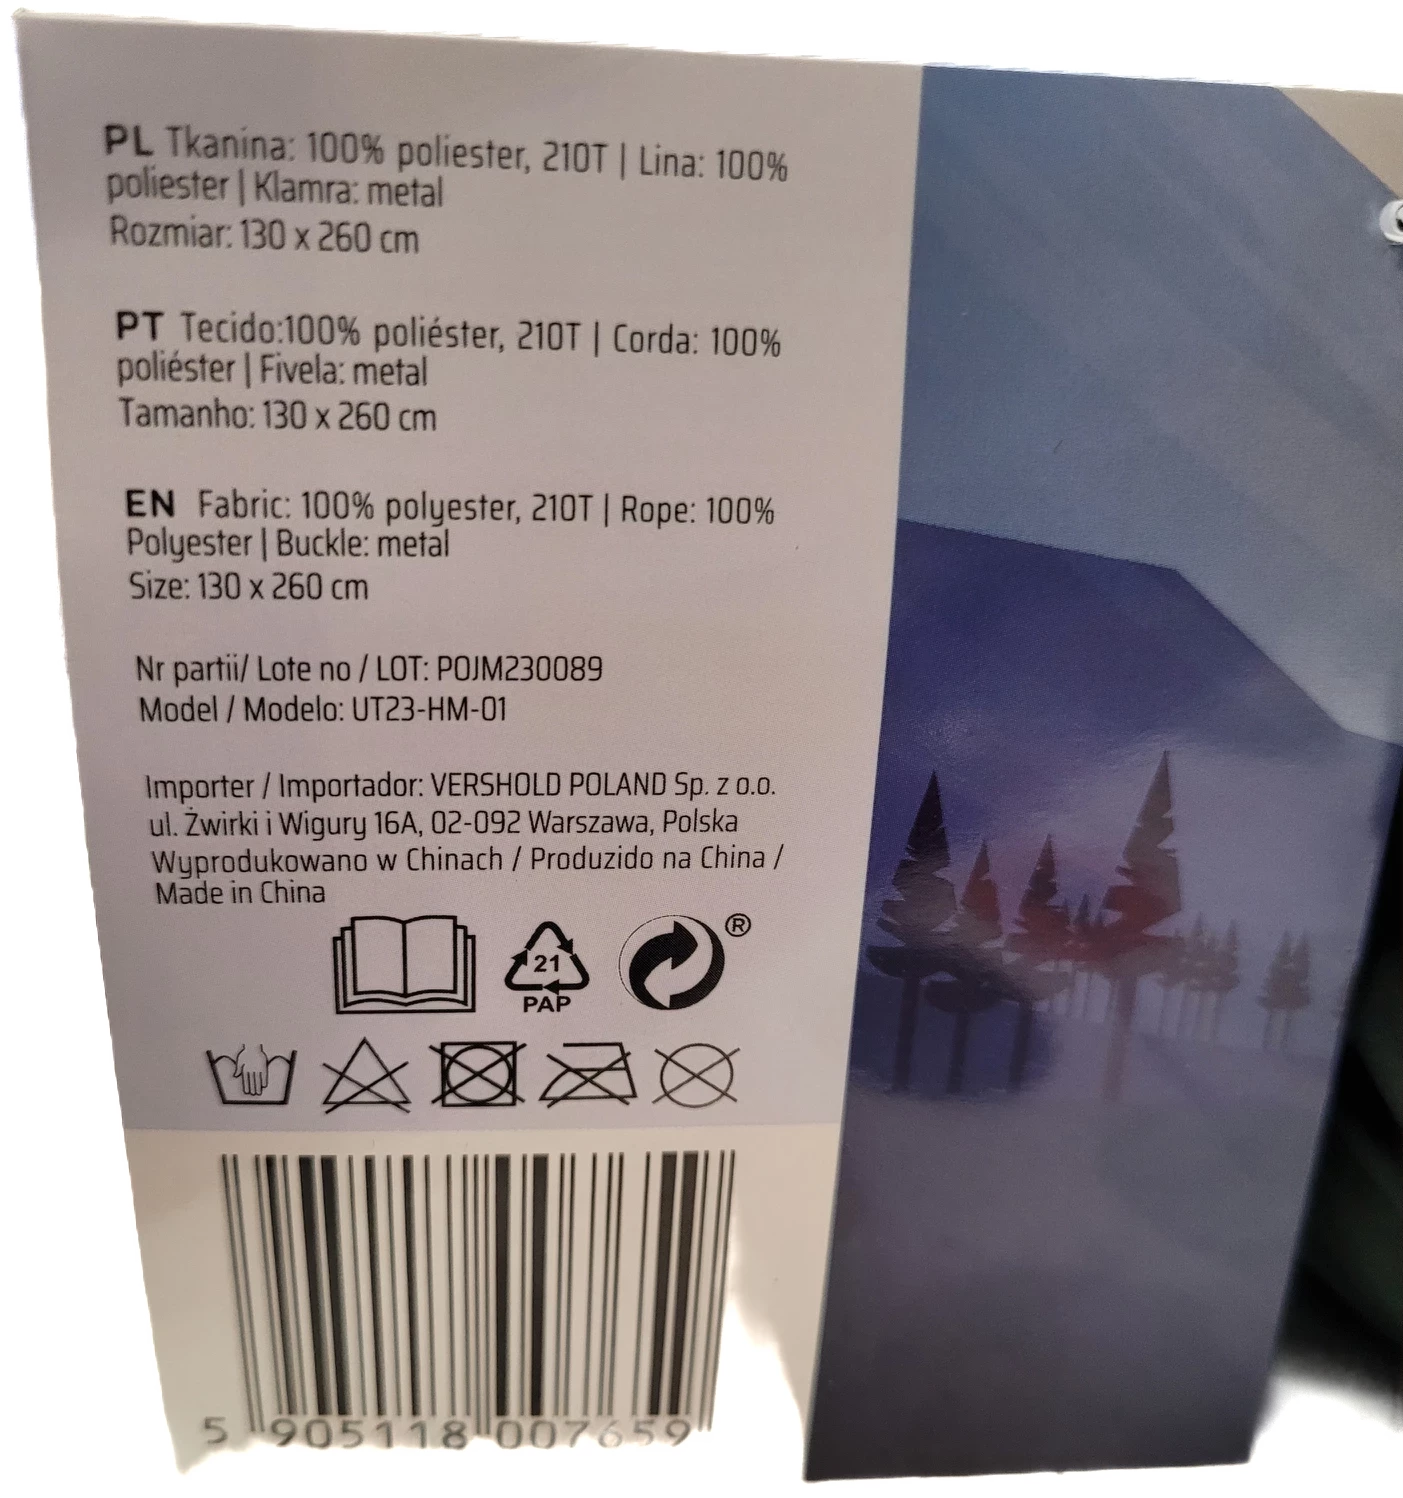 PL Tkanina: 100% poliester, 210T | Lina: 100%
poliester | Klamra: metal
Rozmiar: 130 x 260 cm
PT Tecido:100% poliéster, 210T | Corda: 100%
poliéster | Fivela: metal
Tamanho: 130 x 260 cm
EN Fabric: 100% polyester, 210T | Rope: 100%
Polyester | Buckle: metal
Size: 130 x 260 cm
Nr partii/ Lote no / LOT: POJM230089
Model / Modelo: UT23-HM-01
Importer / Importador: VERSHOLD POLAND Sp. z o.o.
ul. Żwirki i Wigury 16A, 02-092 Warszawa, Polska
Wyprodukowano w Chinach / Produzido na China /
Made in China
21
PAP
®
5 905118 007659